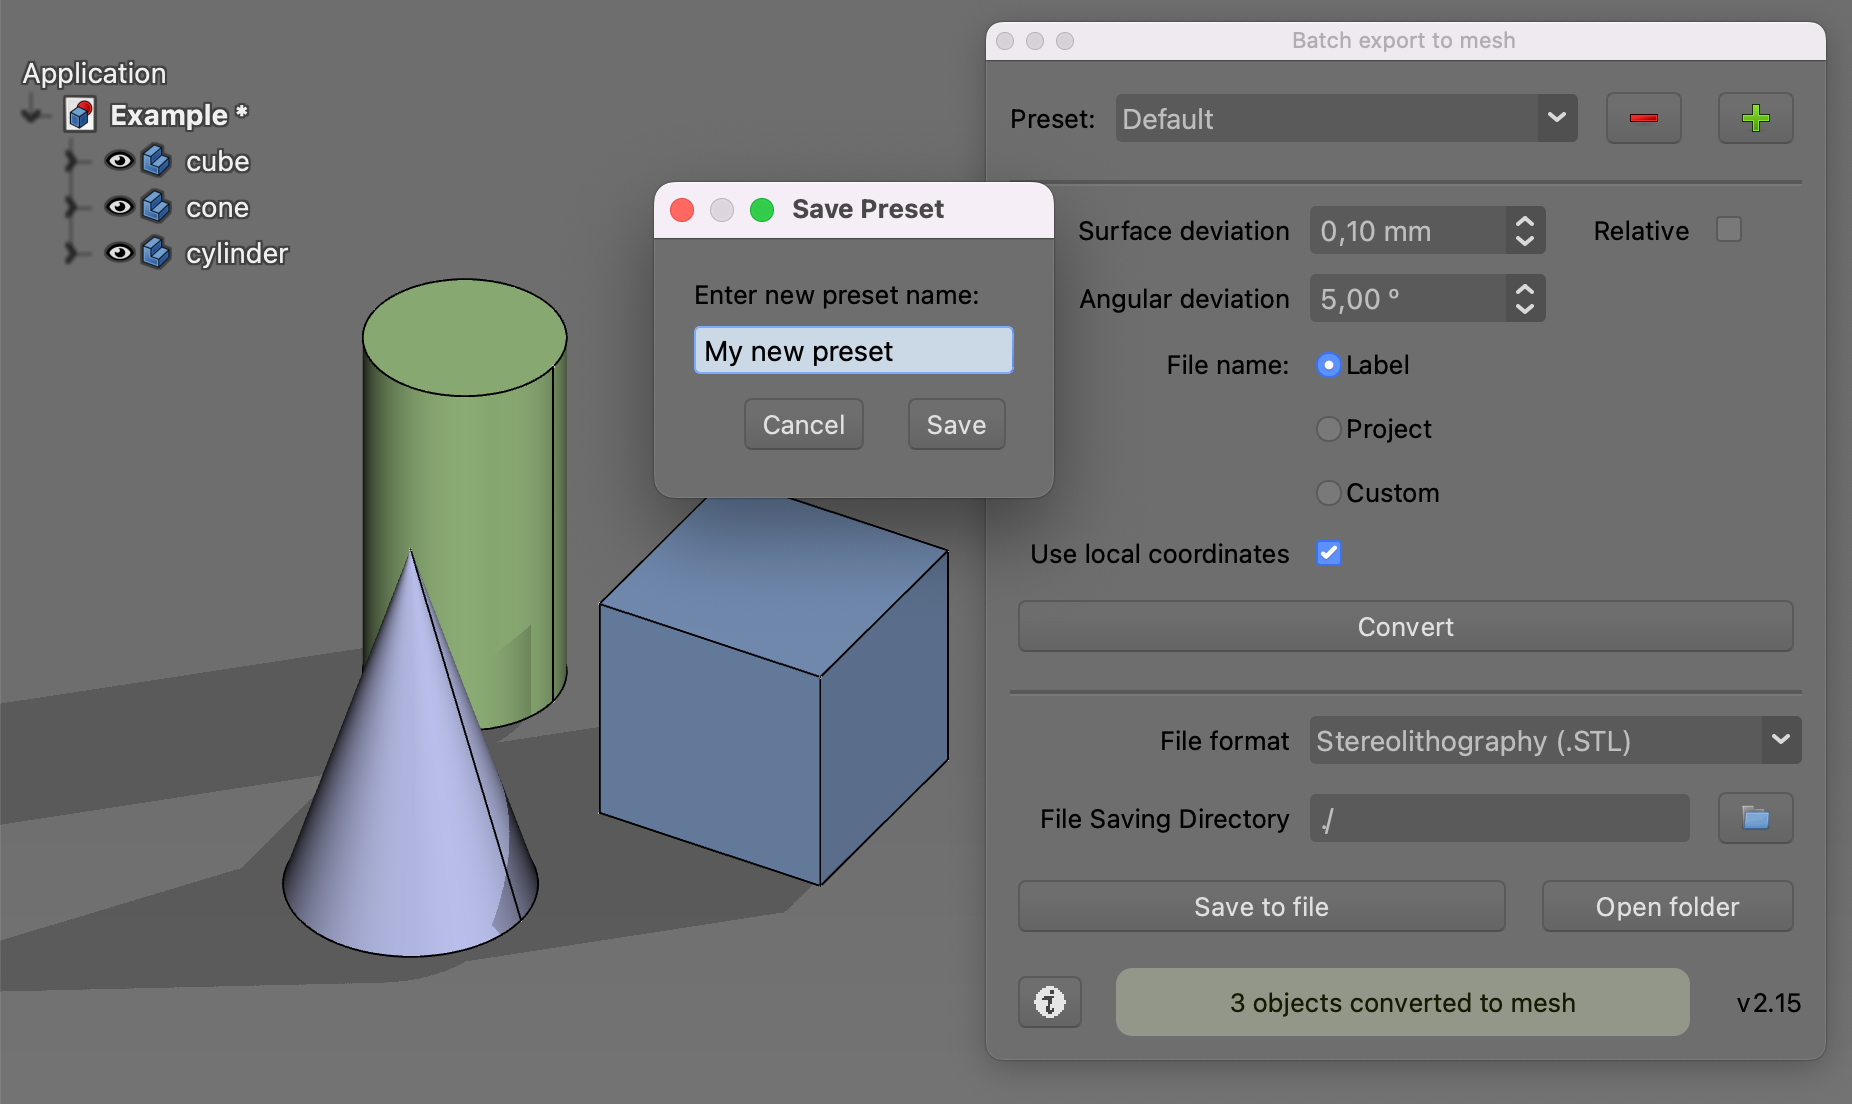 Application
Example *
cube
cone
cylinder
Save Preset
Enter new preset name:
My new preset
Cancel
Save
Batch export to mesh
Preset:
Default
Surface deviation
0,10 mm
Relative
Angular deviation
5,00 º
File name:
Label
Project
Custom
Use local coordinates
Convert
File format
Stereolithography (.STL)
File Saving Directory
./
Save to file
Open folder
3 objects converted to mesh
v2.15